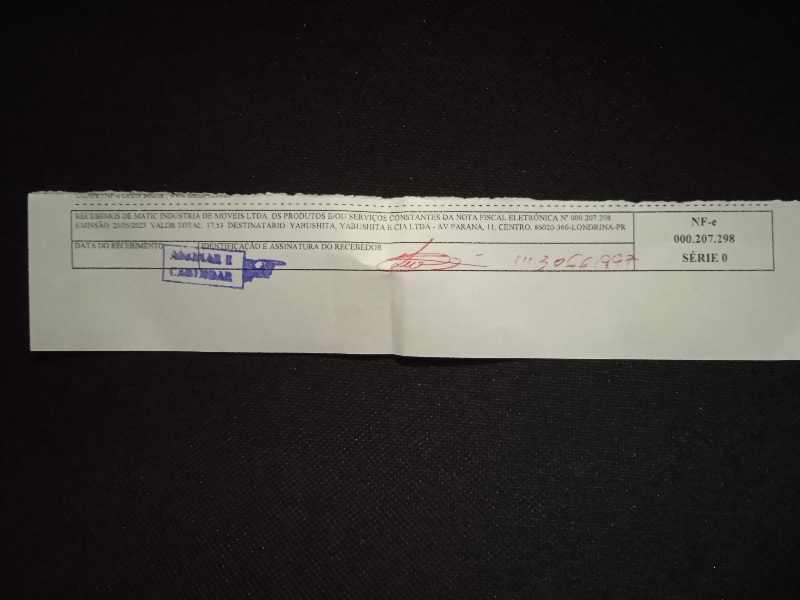 RECEBEMOS DE MATIC INDUSTRIA DE MOVEIS LTDA. OS PRODUTOS E/OU SERVIÇOS CONSTANTES DA NOTA FISCAL ELETRÔNICA Nº 000.207.298.
EMISSÃO: 25/05/2023 VALOR TOTAL: 17,53 DESTINATÁRIO: YABUSHITA, YABUSHITA E CIA LTDA - AV PARANA, 11, CENTRO, 86020-360-LONDRINA-PR
DATA DO RECEBIMENTO
IDENTIFICAÇÃO E ASSINATURA DO RECEBEDOR
ASSINAR E
CARIMBAR
NF-e
000.207.298
SÉRIE 0